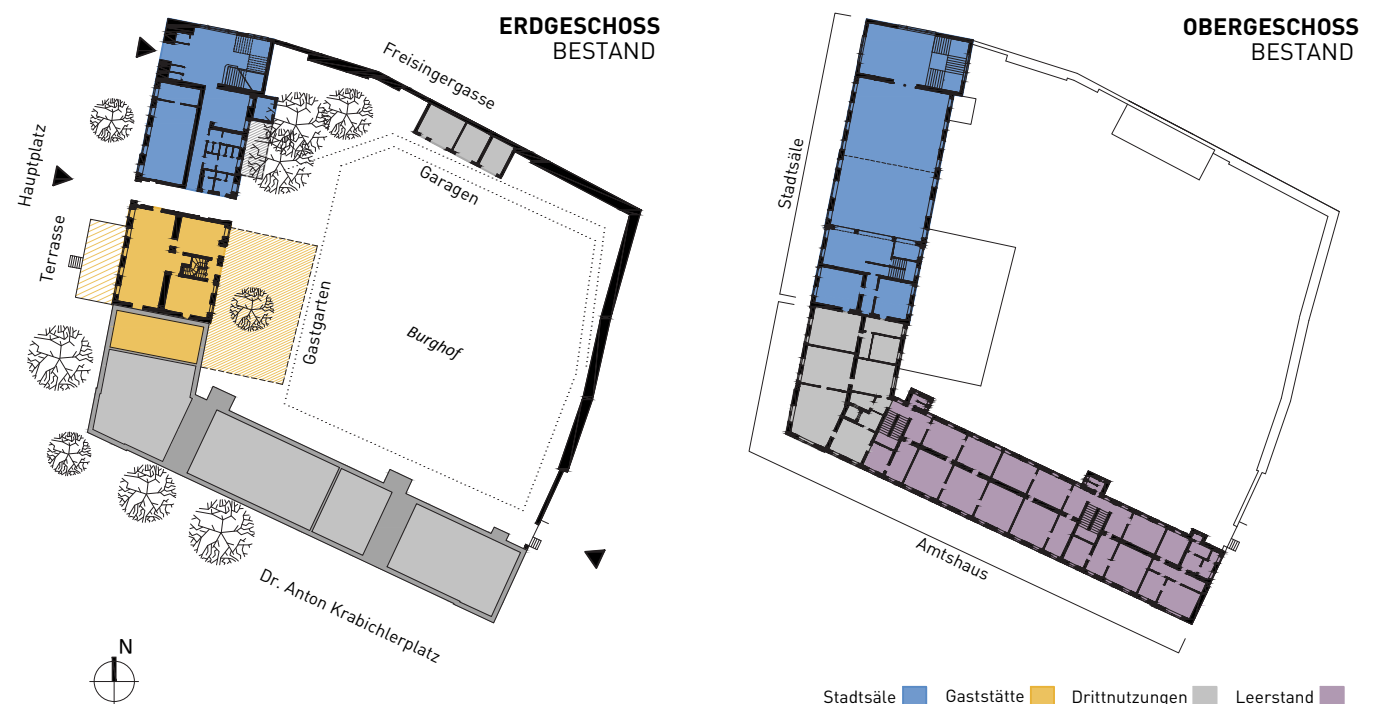 ERDGESCHOSS
BESTAND
Freisingergasse
Hauptplatz
Garagen
Terrasse
Gastgarten
Burghof
Dr. Anton Krabichlerplatz
N
OBERGESCHOSS
BESTAND
Stadtsäle
Amtshaus
Stadtsäle Gaststätte Drittnutzungen Leerstand